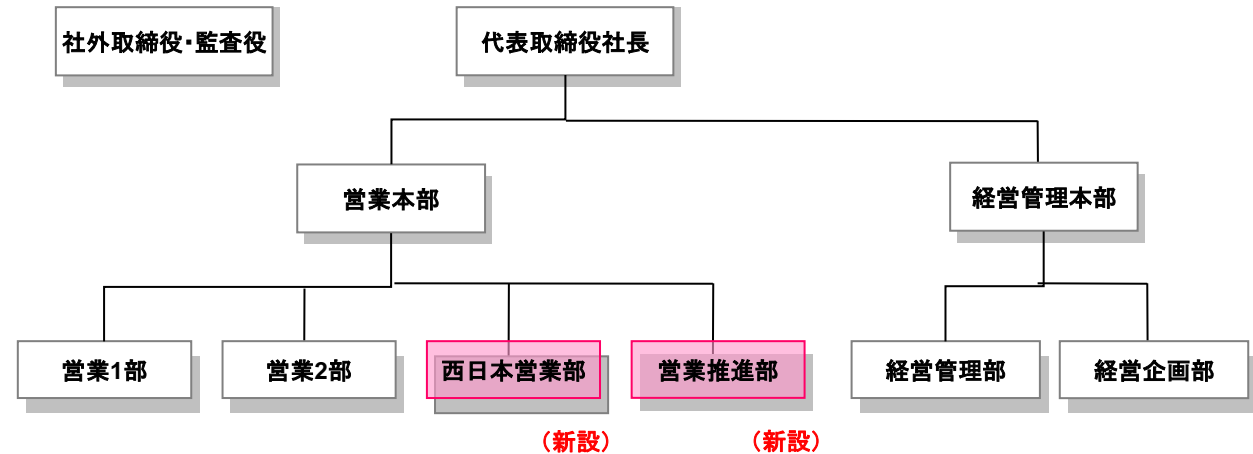 社外取締役・監査役
代表取締役社長
営業本部
経営管理本部
営業1部
営業2部
西日本営業部
営業推進部
経営管理部
経営企画部
（新設）
（新設）